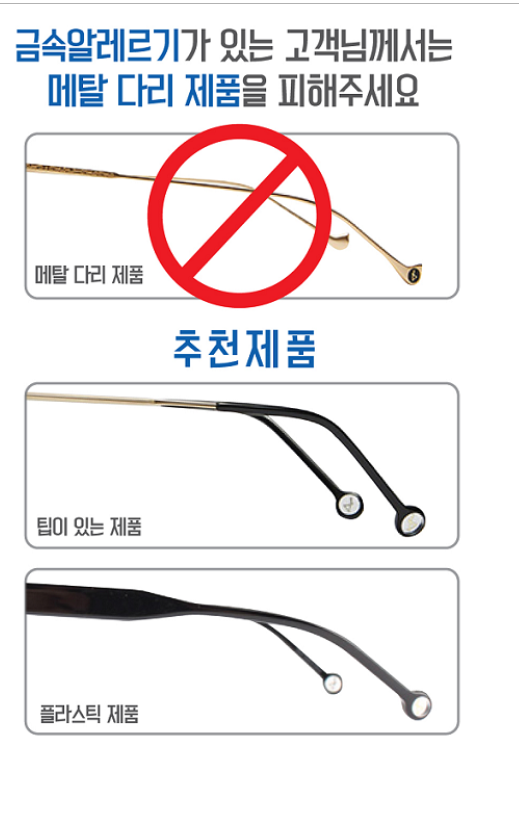 금속알레르기가 있는 고객님께서는
메탈 다리 제품을 피해주세요
메탈 다리 제품
추천제품
팁이 있는 제품
플라스틱 제품